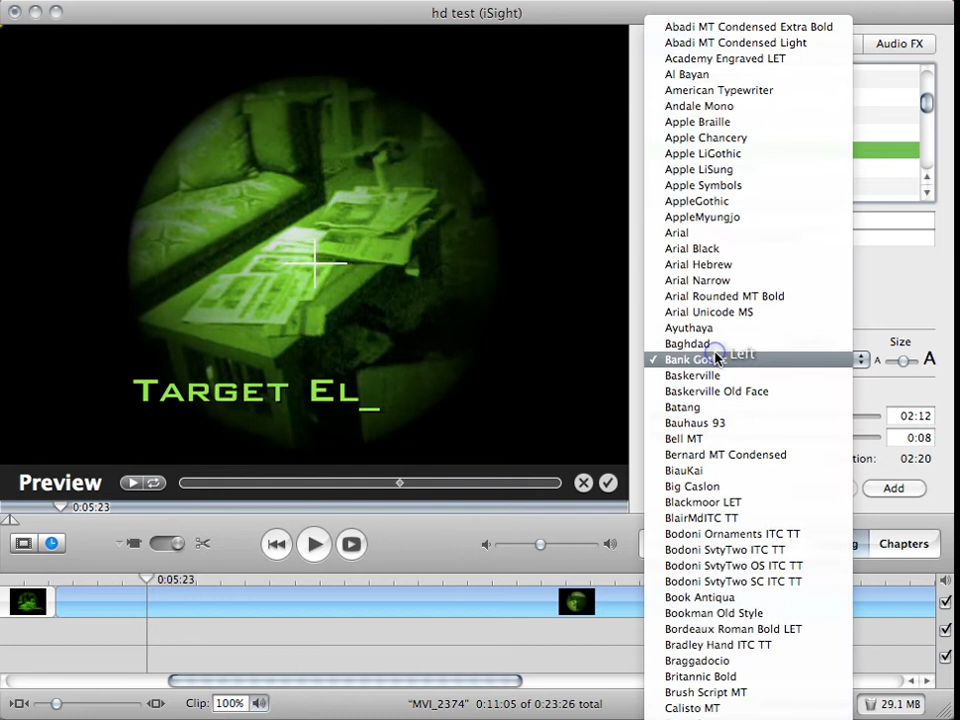 hd test (iSight)
Abadi MT Condensed Extra Bold
Abadi MT Condensed Light
Academy Engraved LET
Al Bayan
American Typewriter
Andale Mono
Apple Braille
Apple Chancery
Apple LiGothic
Apple LiSung
Apple Symbols
AppleGothic
AppleMyungjo
Arial
Arial Black
Arial Hebrew
Arial Narrow
Arial Rounded MT Bold
Arial Unicode MS
Ayuthaya
Baghdad
Left
✓ Bank
Baskerville
Baskerville Old Face
Batang
Bauhaus 93
Bell MT
Bernard MT Condensed
BiauKai
Big Caslon
Blackmoor LET
BlairMdITC TT
Bodoni Ornaments ITC TT
Bodoni SvtyTwo ITC TT
Bodoni SvtyTwo OS ITC TT
Bodoni SvtyTwo SC ITC TT
Book Antiqua
Bookman Old Style
Bordeaux Roman Bold LET
Bradley Hand ITC TT
Braggadocio
Britannic Bold
Brush Script MT
Calisto MT
Audio FX
Size
A A
02:12
0:08
02:20
Add
Chapters
Target El_
Preview
0:05:23
0:05:23
Clip: 100%
"MVI_2374" 0:11:05 of 0:23:26 total
29.1 MB